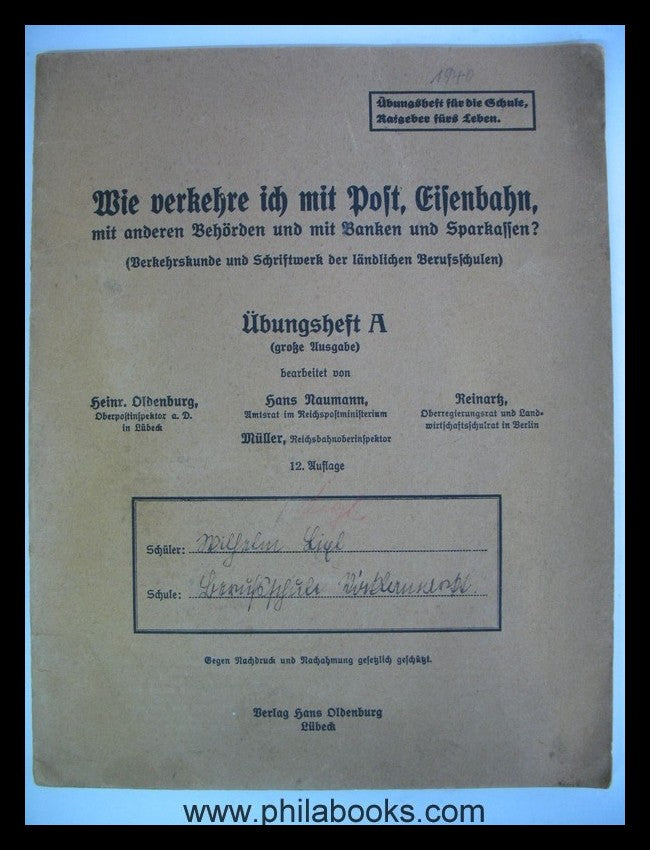 1940
Übungsheft für die Schule,
Ratgeber fürs Leben.
Wie verkehre ich mit Post, Eisenbahn,
mit anderen Behörden und mit Banken und Sparkassen?
(Verkehrskunde und Schriftwerk der ländlichen Berufsschulen)
Übungsheft A
(große Ausgabe)
bearbeitet von
Heinr. Oldenburg,
Oberpostinspektor a. D.
in Lübeck
Hans Naumann,
Amtsrat im Reichspostministerium
Müller, Reichsbahnoberinspektor
Reinartz,
Oberregierungsrat und Land-
wirtschaftsschulrat in Berlin
12. Auflage
Schüler: Wilhelm
Schule: Berufsschule
Gegen Nachdruck und Nachahmung gesetzlich geschützt.
Verlag Hans Oldenburg
Lübeck
www.philabooks.com